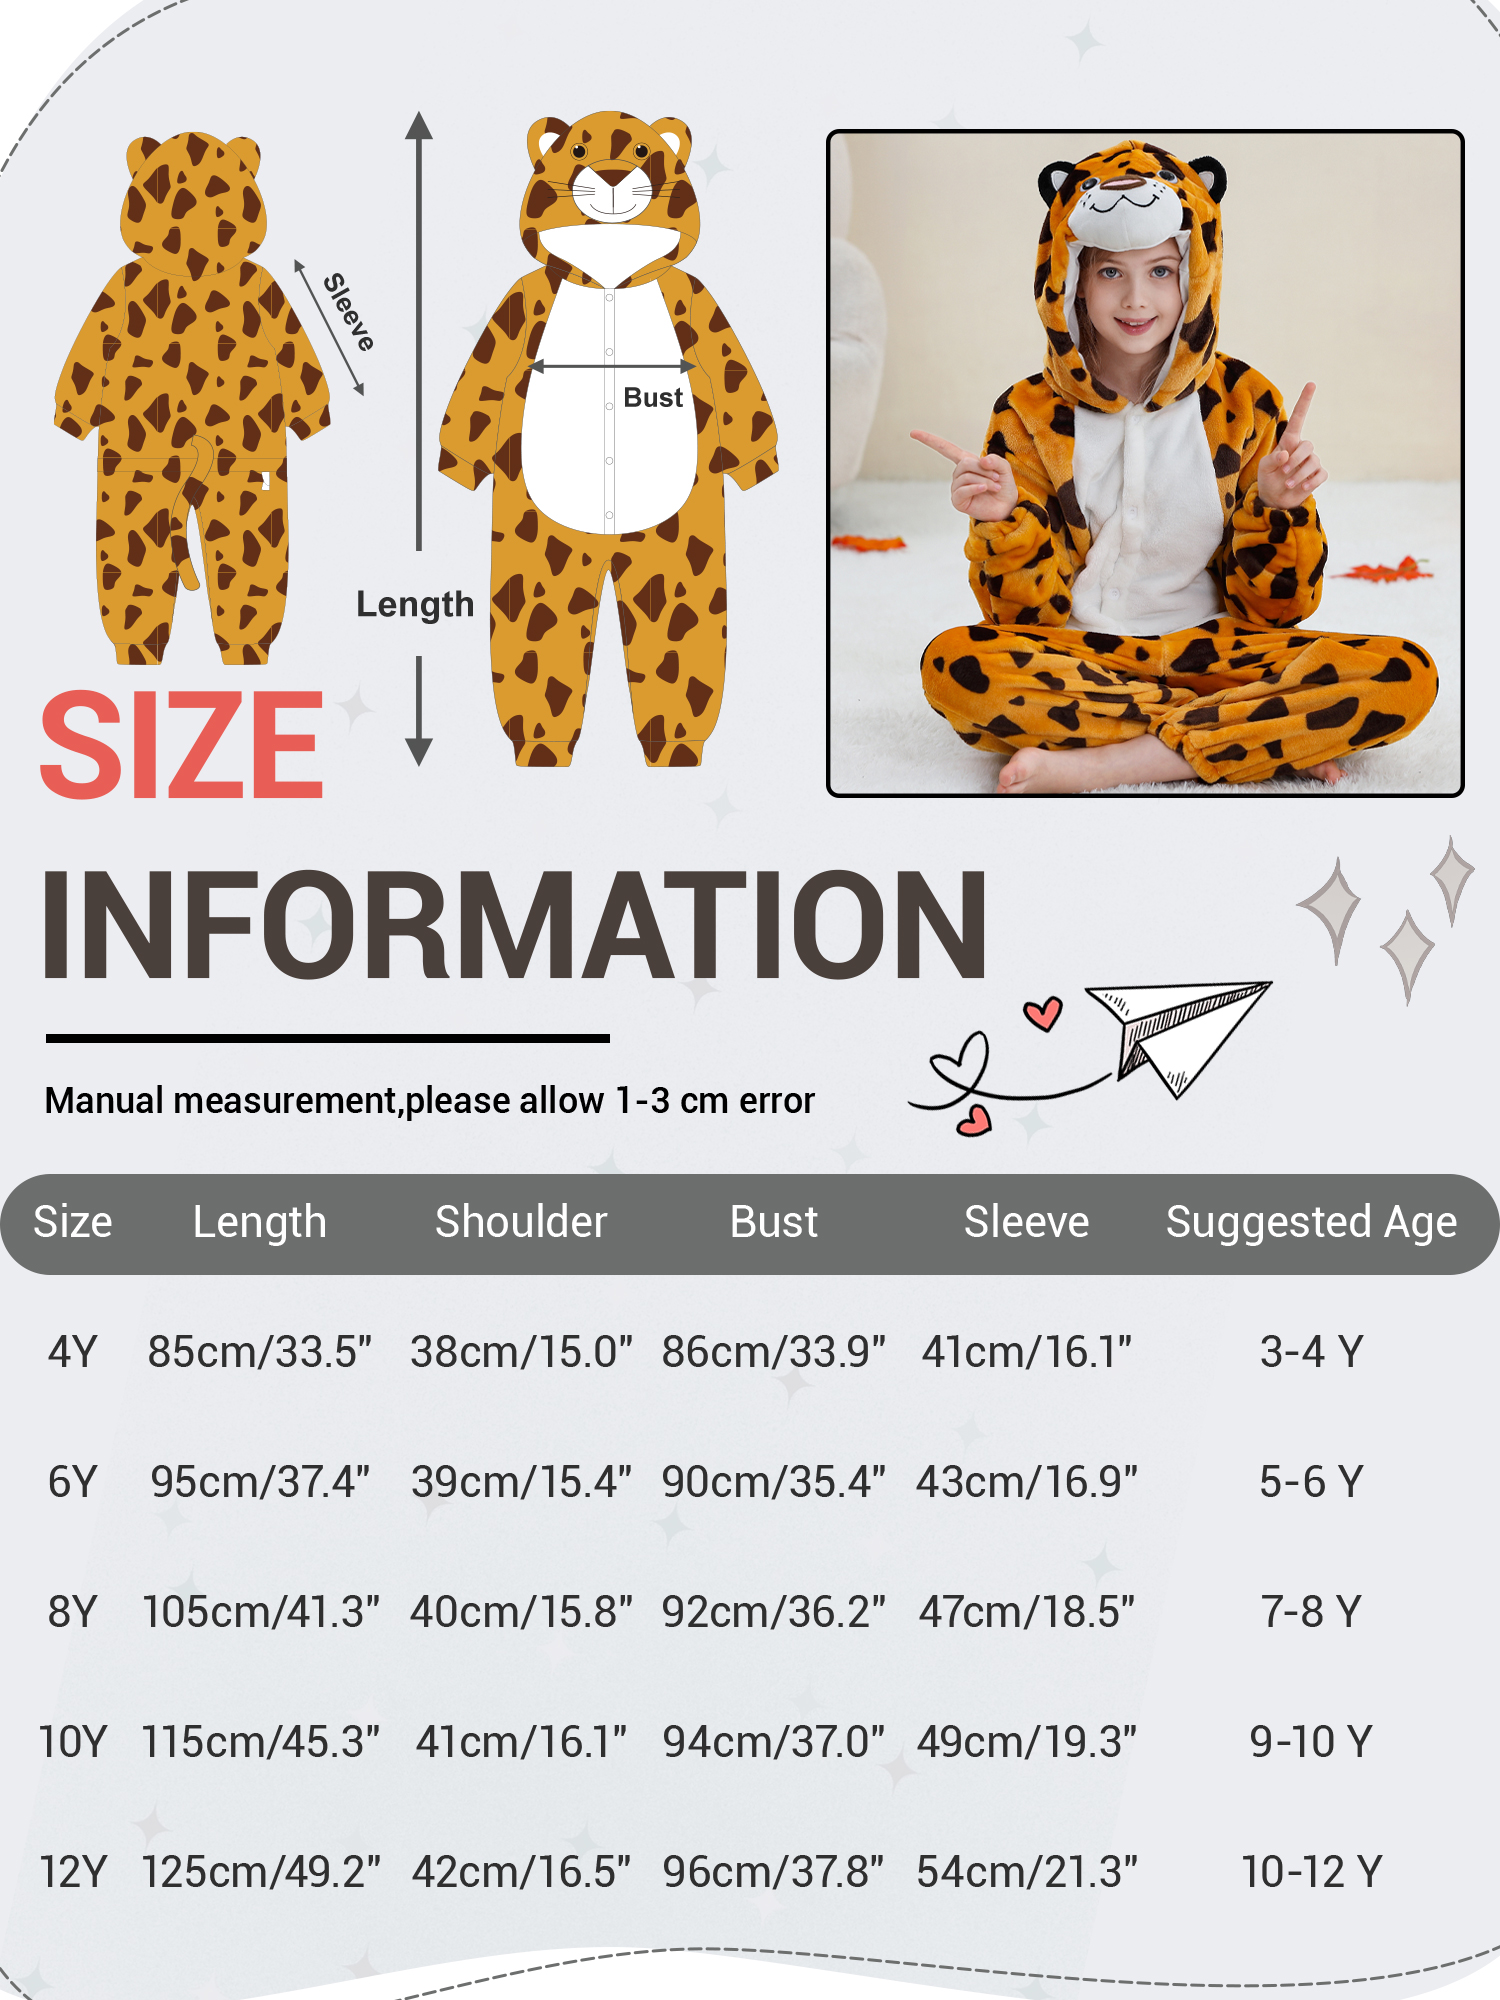 Sleeve
Bust
Length
SIZE
INFORMATION
Manual measurement,please allow 1-3 cm error
Size Length Shoulder Bust Sleeve Suggested Age
4Y 85cm/33.5" 38cm/15.0" 86cm/33.9" 41cm/16.1" 3-4 Y
6Y 95cm/37.4" 39cm/15.4" 90cm/35.4" 43cm/16.9" 5-6 Y
8Y 105cm/41.3" 40cm/15.8" 92cm/36.2" 47cm/18.5" 7-8 Y
10Y 115cm/45.3" 41cm/16.1" 94cm/37.0" 49cm/19.3" 9-10 Y
12Y 125cm/49.2" 42cm/16.5" 96cm/37.8" 54cm/21.3" 10-12 Y